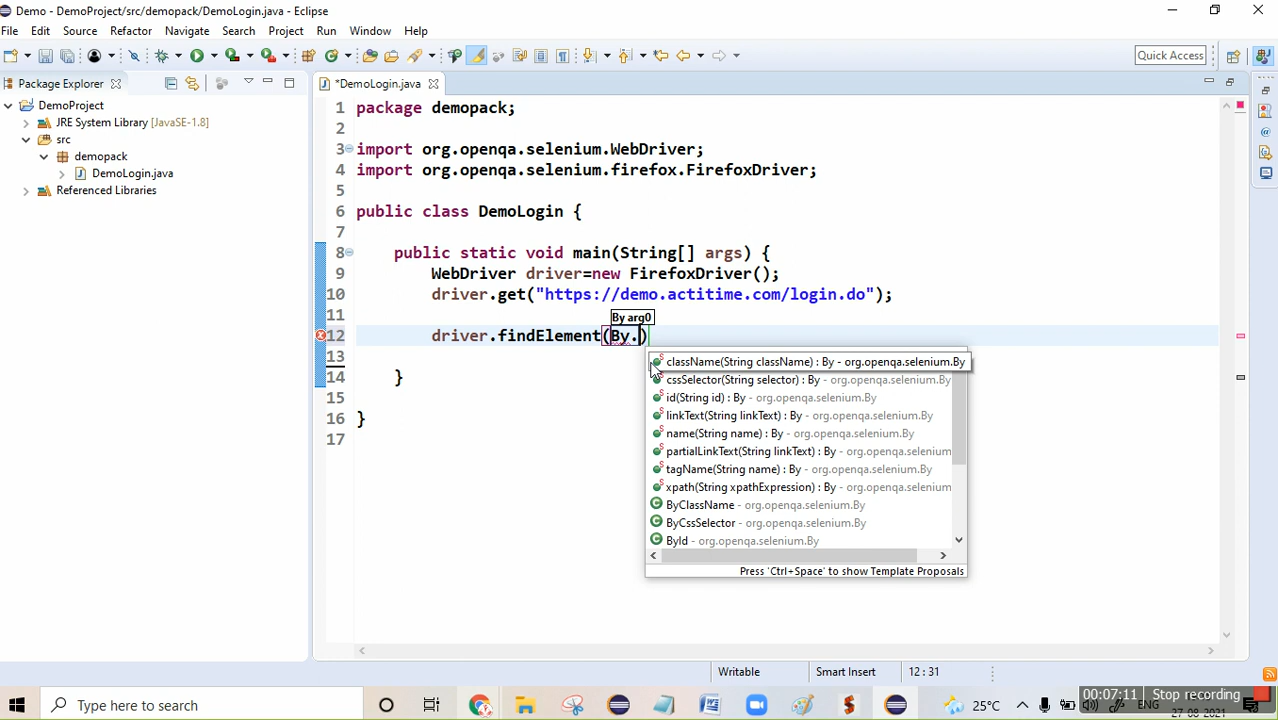 Demo - DemoProject/src/demopack/DemoLogin.java - Eclipse
File Edit Source Refactor Navigate Search Project Run Window Help
Quick Access
Package Explorer
*DemoLogin.java
DemoProject
JRE System Library [JavaSE-1.8]
src
demopack
DemoLogin.java
Referenced Libraries
1 package demopack;
2
3 import org.openqa.selenium.WebDriver;
4 import org.openqa.selenium.firefox.FirefoxDriver;
5
6 public class DemoLogin {
7
8 public static void main(String[] args) {
9 WebDriver driver=new FirefoxDriver();
10 driver.get("https://demo.actitime.com/login.do");
11
By arg0
12 driver.findElement(By.)
13
14 }
15
16 }
17
className(String className) : By - org.openqa.selenium.By
cssSelector(String selector) : By - org.openqa.selenium.By
id(String id) : By - org.openqa.selenium.By
linkText(String linkText) : By - org.openqa.selenium.By
name(String name) : By - org.openqa.selenium.By
partialLinkText(String linkText) : By - org.openqa.selenium
tagName(String name) : By - org.openqa.selenium.By
xpath(String xpathExpression) : By - org.openqa.selenium
ByClassName - org.openqa.selenium.By
ByCssSelector - org.openqa.selenium.By
ById - org.openqa.selenium.By
Press 'Ctrl+Space' to show Template Proposals
Writable Smart Insert 12 : 31
Type here to search
25°C
ENG
00:07:11 Stop recording
27-08-2021